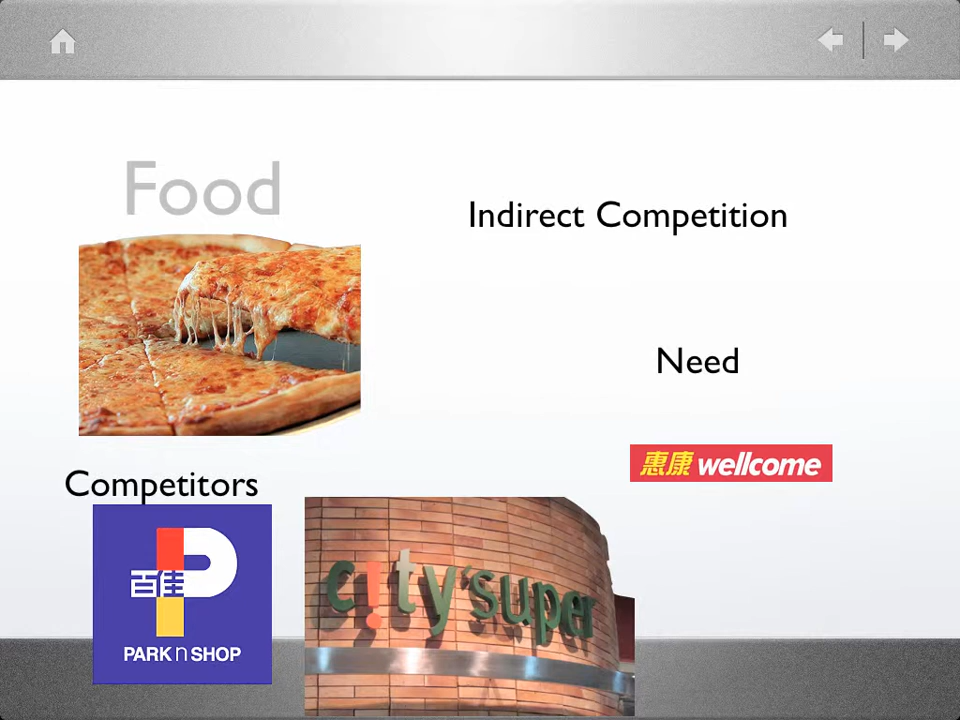 Food
Indirect Competition
Need
惠康 wellcome
Competitors
百佳
PARK n SHOP
c!ty'super